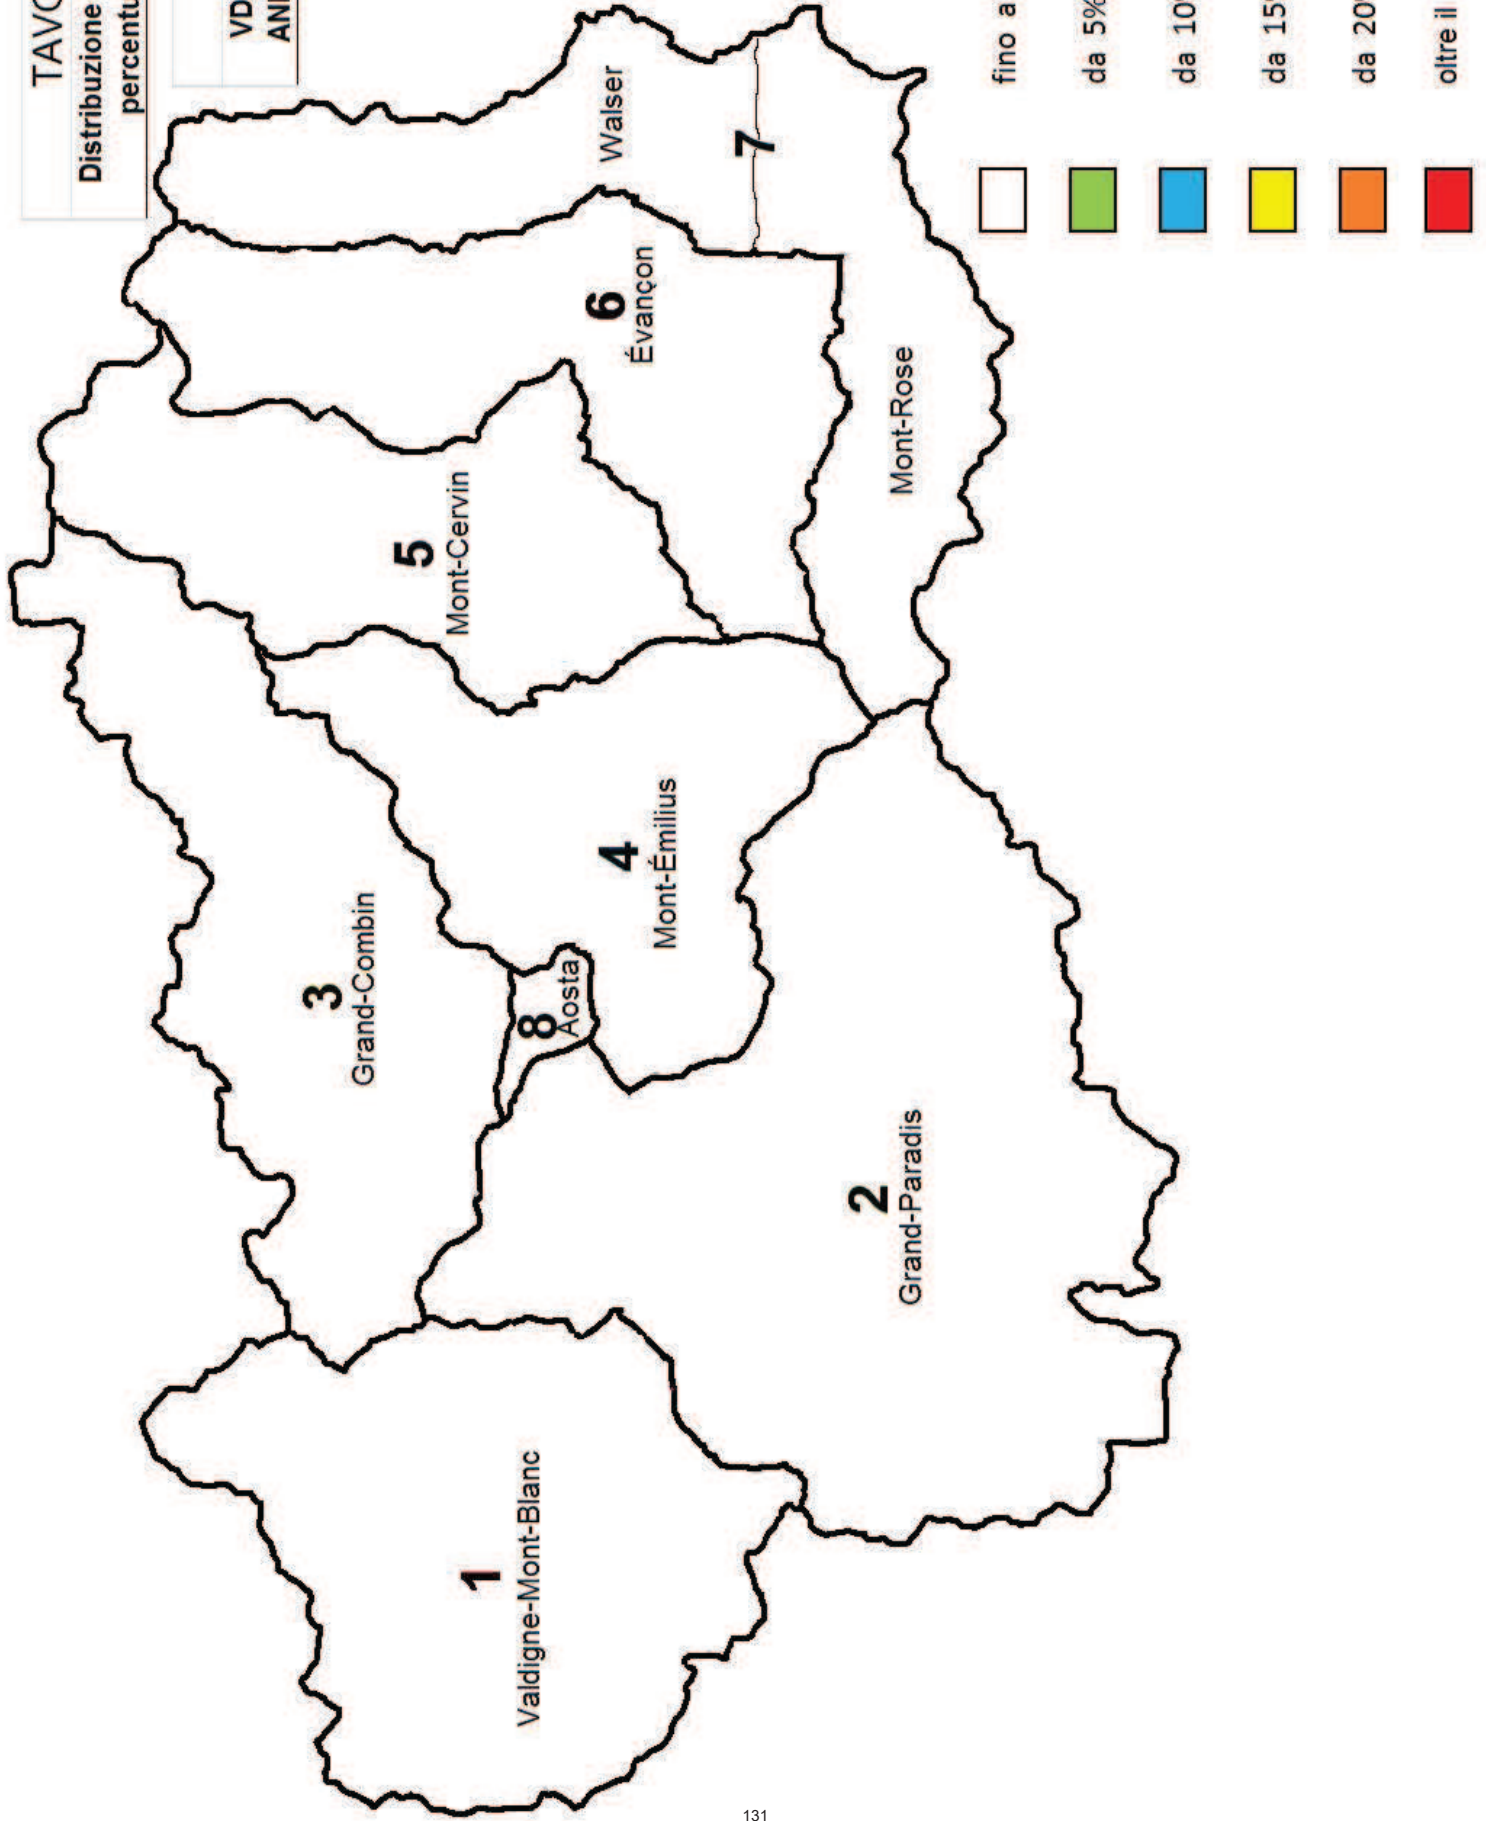 TAVO
Distribuzione
percentu
VD
ANI
Walser
7
6
Évançon
5
Mont-Cervin
Mont-Rose
4
Mont-Émilius
3
Grand-Combin
8
Aosta
2
Grand-Paradis
1
Valdigne-Mont-Blanc
fino a
da 5%
da 10
da 15
da 20
oltre il
131